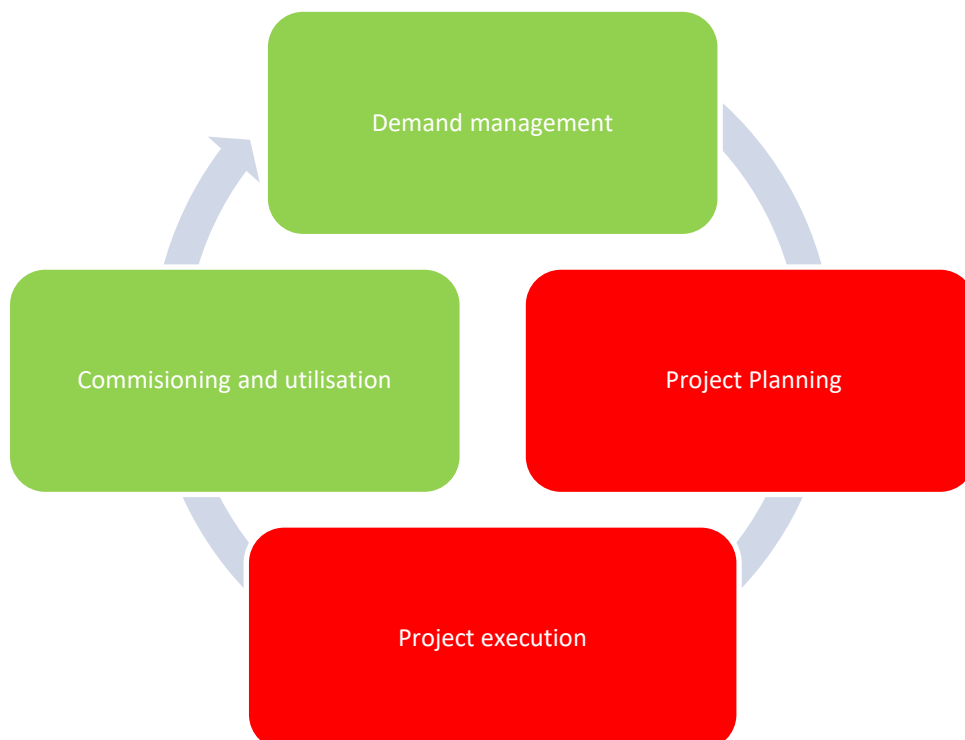 Demand management
Commisioning and utilisation
Project Planning
Project execution